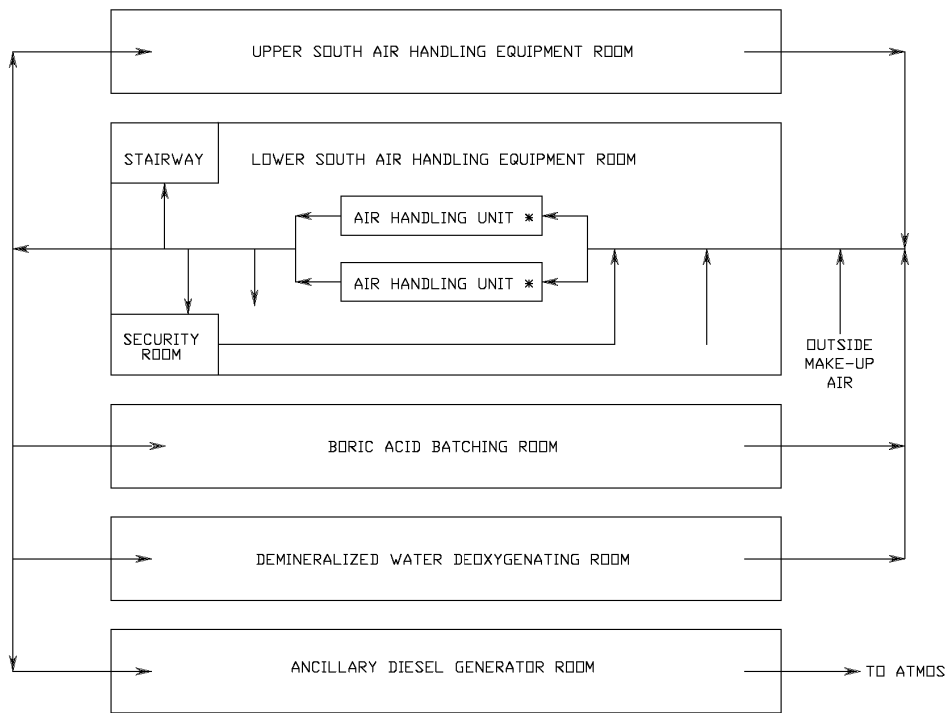 UPPER SOUTH AIR HANDLING EQUIPMENT ROOM
STAIRWAY
LOWER SOUTH AIR HANDLING EQUIPMENT ROOM
AIR HANDLING UNIT *
AIR HANDLING UNIT *
SECURITY
ROOM
OUTSIDE
MAKE-UP
AIR
BORIC ACID BATCHING ROOM
DEMINERALIZED WATER DEOXYGENATING ROOM
ANCILLARY DIESEL GENERATOR ROOM
TO ATMOS